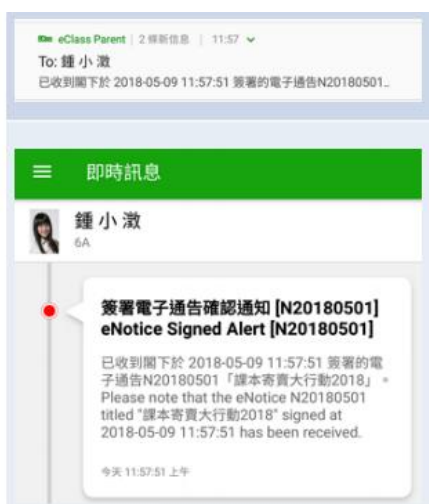 eClass Parent | 2 條新信息 | 11:57
To: 鍾 小 澂
已收到閣下於 2018-05-09 11:57:51 簽署的電子通告N20180501..
即時訊息
鍾 小 澂
6A
簽署電子通告確認通知 [N20180501]
eNotice Signed Alert [N20180501]
已收到閣下於 2018-05-09 11:57:51 簽署的電
子通告N20180501「課本寄賣大行動2018」。
Please note that the eNotice N20180501
titled "課本寄賣大行動2018" signed at
2018-05-09 11:57:51 has been received.
今天 11:57:51 上午